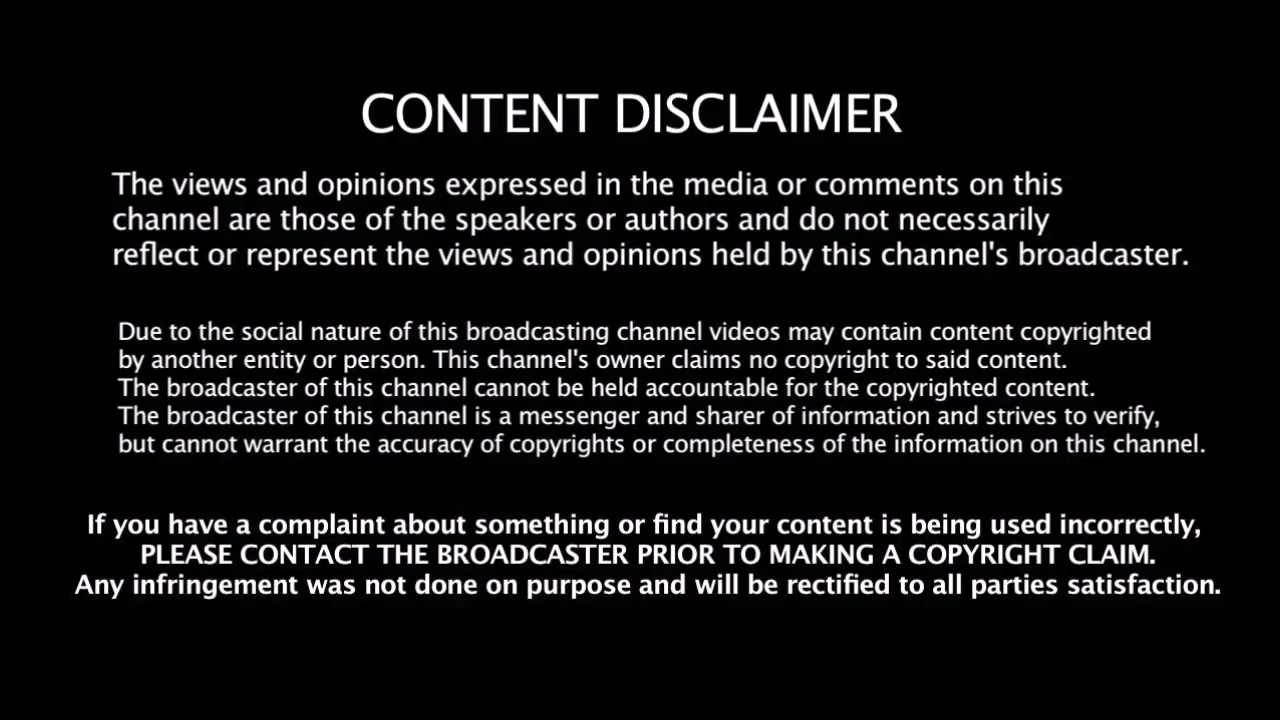 CONTENT DISCLAIMER
The views and opinions expressed in the media or comments on this
channel are those of the speakers or authors and do not necessarily
reflect or represent the views and opinions held by this channel's broadcaster.
Due to the social nature of this broadcasting channel videos may contain content copyrighted
by another entity or person. This channel's owner claims no copyright to said content.
The broadcaster of this channel cannot be held accountable for the copyrighted content.
The broadcaster of this channel is a messenger and sharer of information and strives to verify,
but cannot warrant the accuracy of copyrights or completeness of the information on this channel.
If you have a complaint about something or find your content is being used incorrectly,
PLEASE CONTACT THE BROADCASTER PRIOR TO MAKING A COPYRIGHT CLAIM.
Any infringement was not done on purpose and will be rectified to all parties satisfaction.